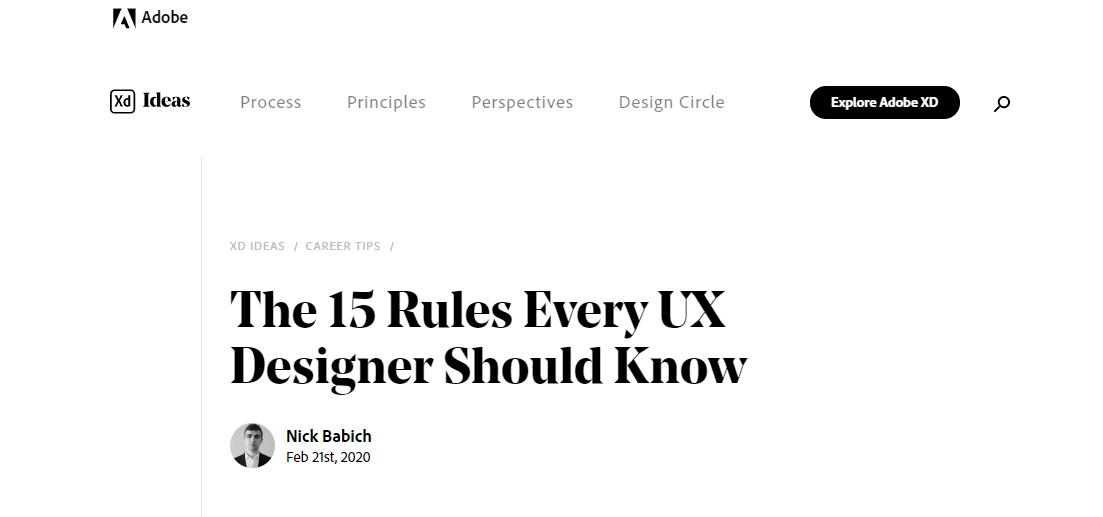 Adobe
Xd Ideas Process Principles Perspectives Design Circle Explore Adobe XD
XD IDEAS / CAREER TIPS /
The 15 Rules Every UX
Designer Should Know
Nick Babich
Feb 21st, 2020